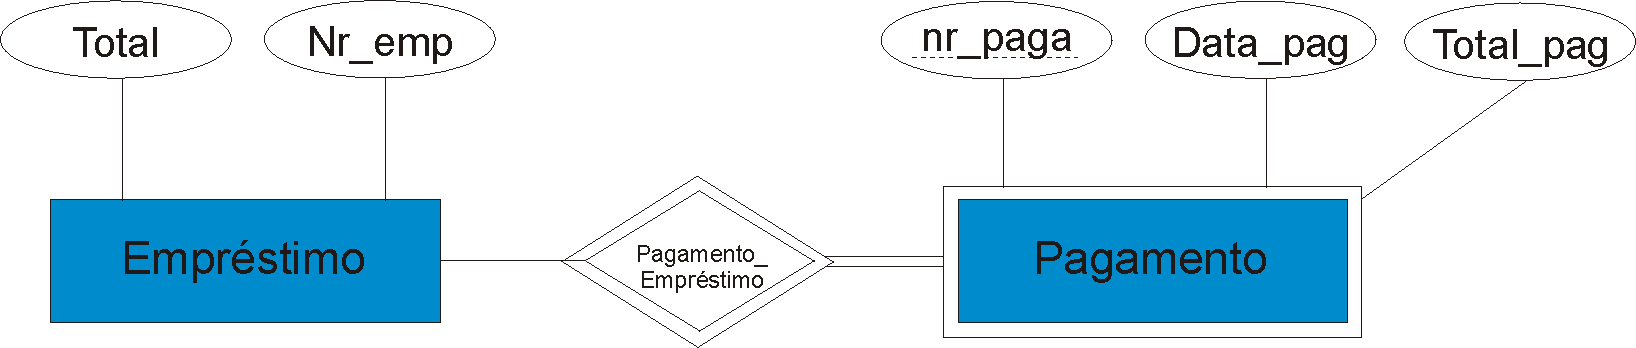 Total
Nr_emp
nr_paga
Data_pag
Total_pag
Empréstimo
Pagamento_
Empréstimo
Pagamento